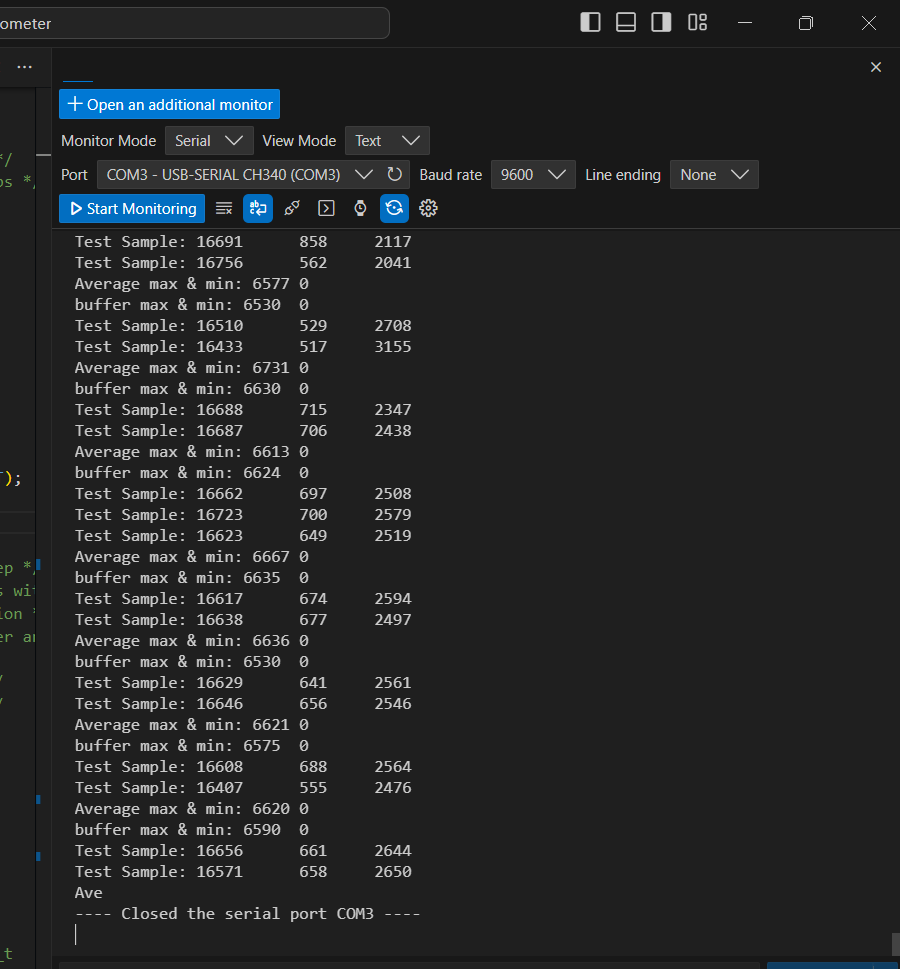 ometer
...
+ Open an additional monitor
Monitor Mode Serial View Mode Text
Port COM3 - USB-SERIAL CH340 (COM3) Baud rate 9600 Line ending None
Start Monitoring
Test Sample: 16691 858 2117
Test Sample: 16756 562 2041
Average max & min: 6577 0
buffer max & min: 6530 0
Test Sample: 16510 529 2708
Test Sample: 16433 517 3155
Average max & min: 6731 0
buffer max & min: 6630 0
Test Sample: 16688 715 2347
Test Sample: 16687 706 2438
Average max & min: 6613 0
buffer max & min: 6624 0
Test Sample: 16662 697 2508
Test Sample: 16723 700 2579
Test Sample: 16623 649 2519
Average max & min: 6667 0
buffer max & min: 6635 0
Test Sample: 16617 674 2594
Test Sample: 16638 677 2497
Average max & min: 6636 0
buffer max & min: 6530 0
Test Sample: 16629 641 2561
Test Sample: 16646 656 2546
Average max & min: 6621 0
buffer max & min: 6575 0
Test Sample: 16608 688 2564
Test Sample: 16407 555 2476
Average max & min: 6620 0
buffer max & min: 6590 0
Test Sample: 16656 661 2644
Test Sample: 16571 658 2650
Ave
---- Closed the serial port COM3 ----
*/
os *
);
ep *
s wi
ion *
er a
_t